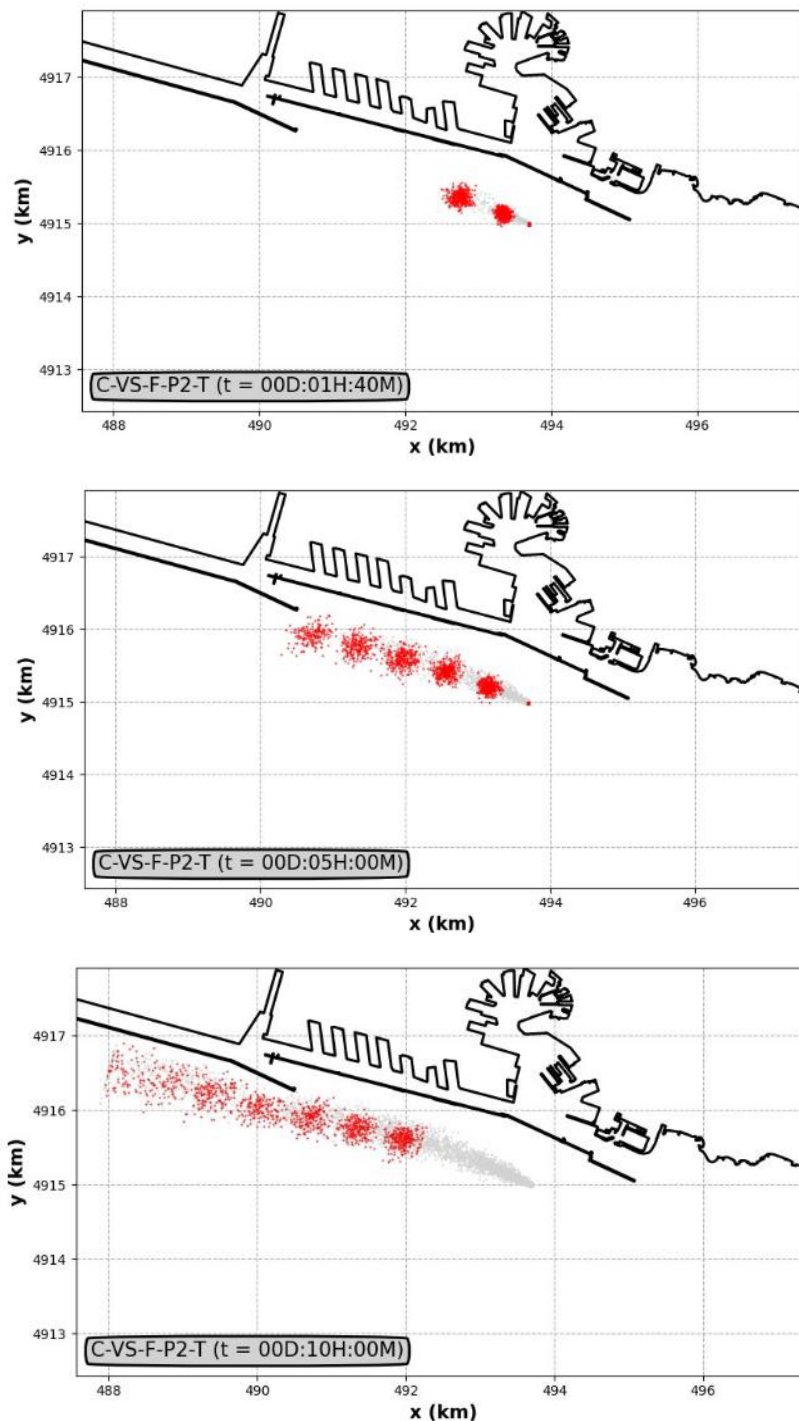 4917
4916
4915
4914
4913
y (km)
C-VS-F-P2-T (t = 00D:01H:40M)
488 490 492 494 496
x (km)
4917
4916
4915
4914
4913
y (km)
C-VS-F-P2-T (t = 00D:05H:00M)
488 490 492 494 496
x (km)
4917
4916
4915
4914
4913
y (km)
C-VS-F-P2-T (t = 00D:10H:00M)
488 490 492 494 496
x (km)